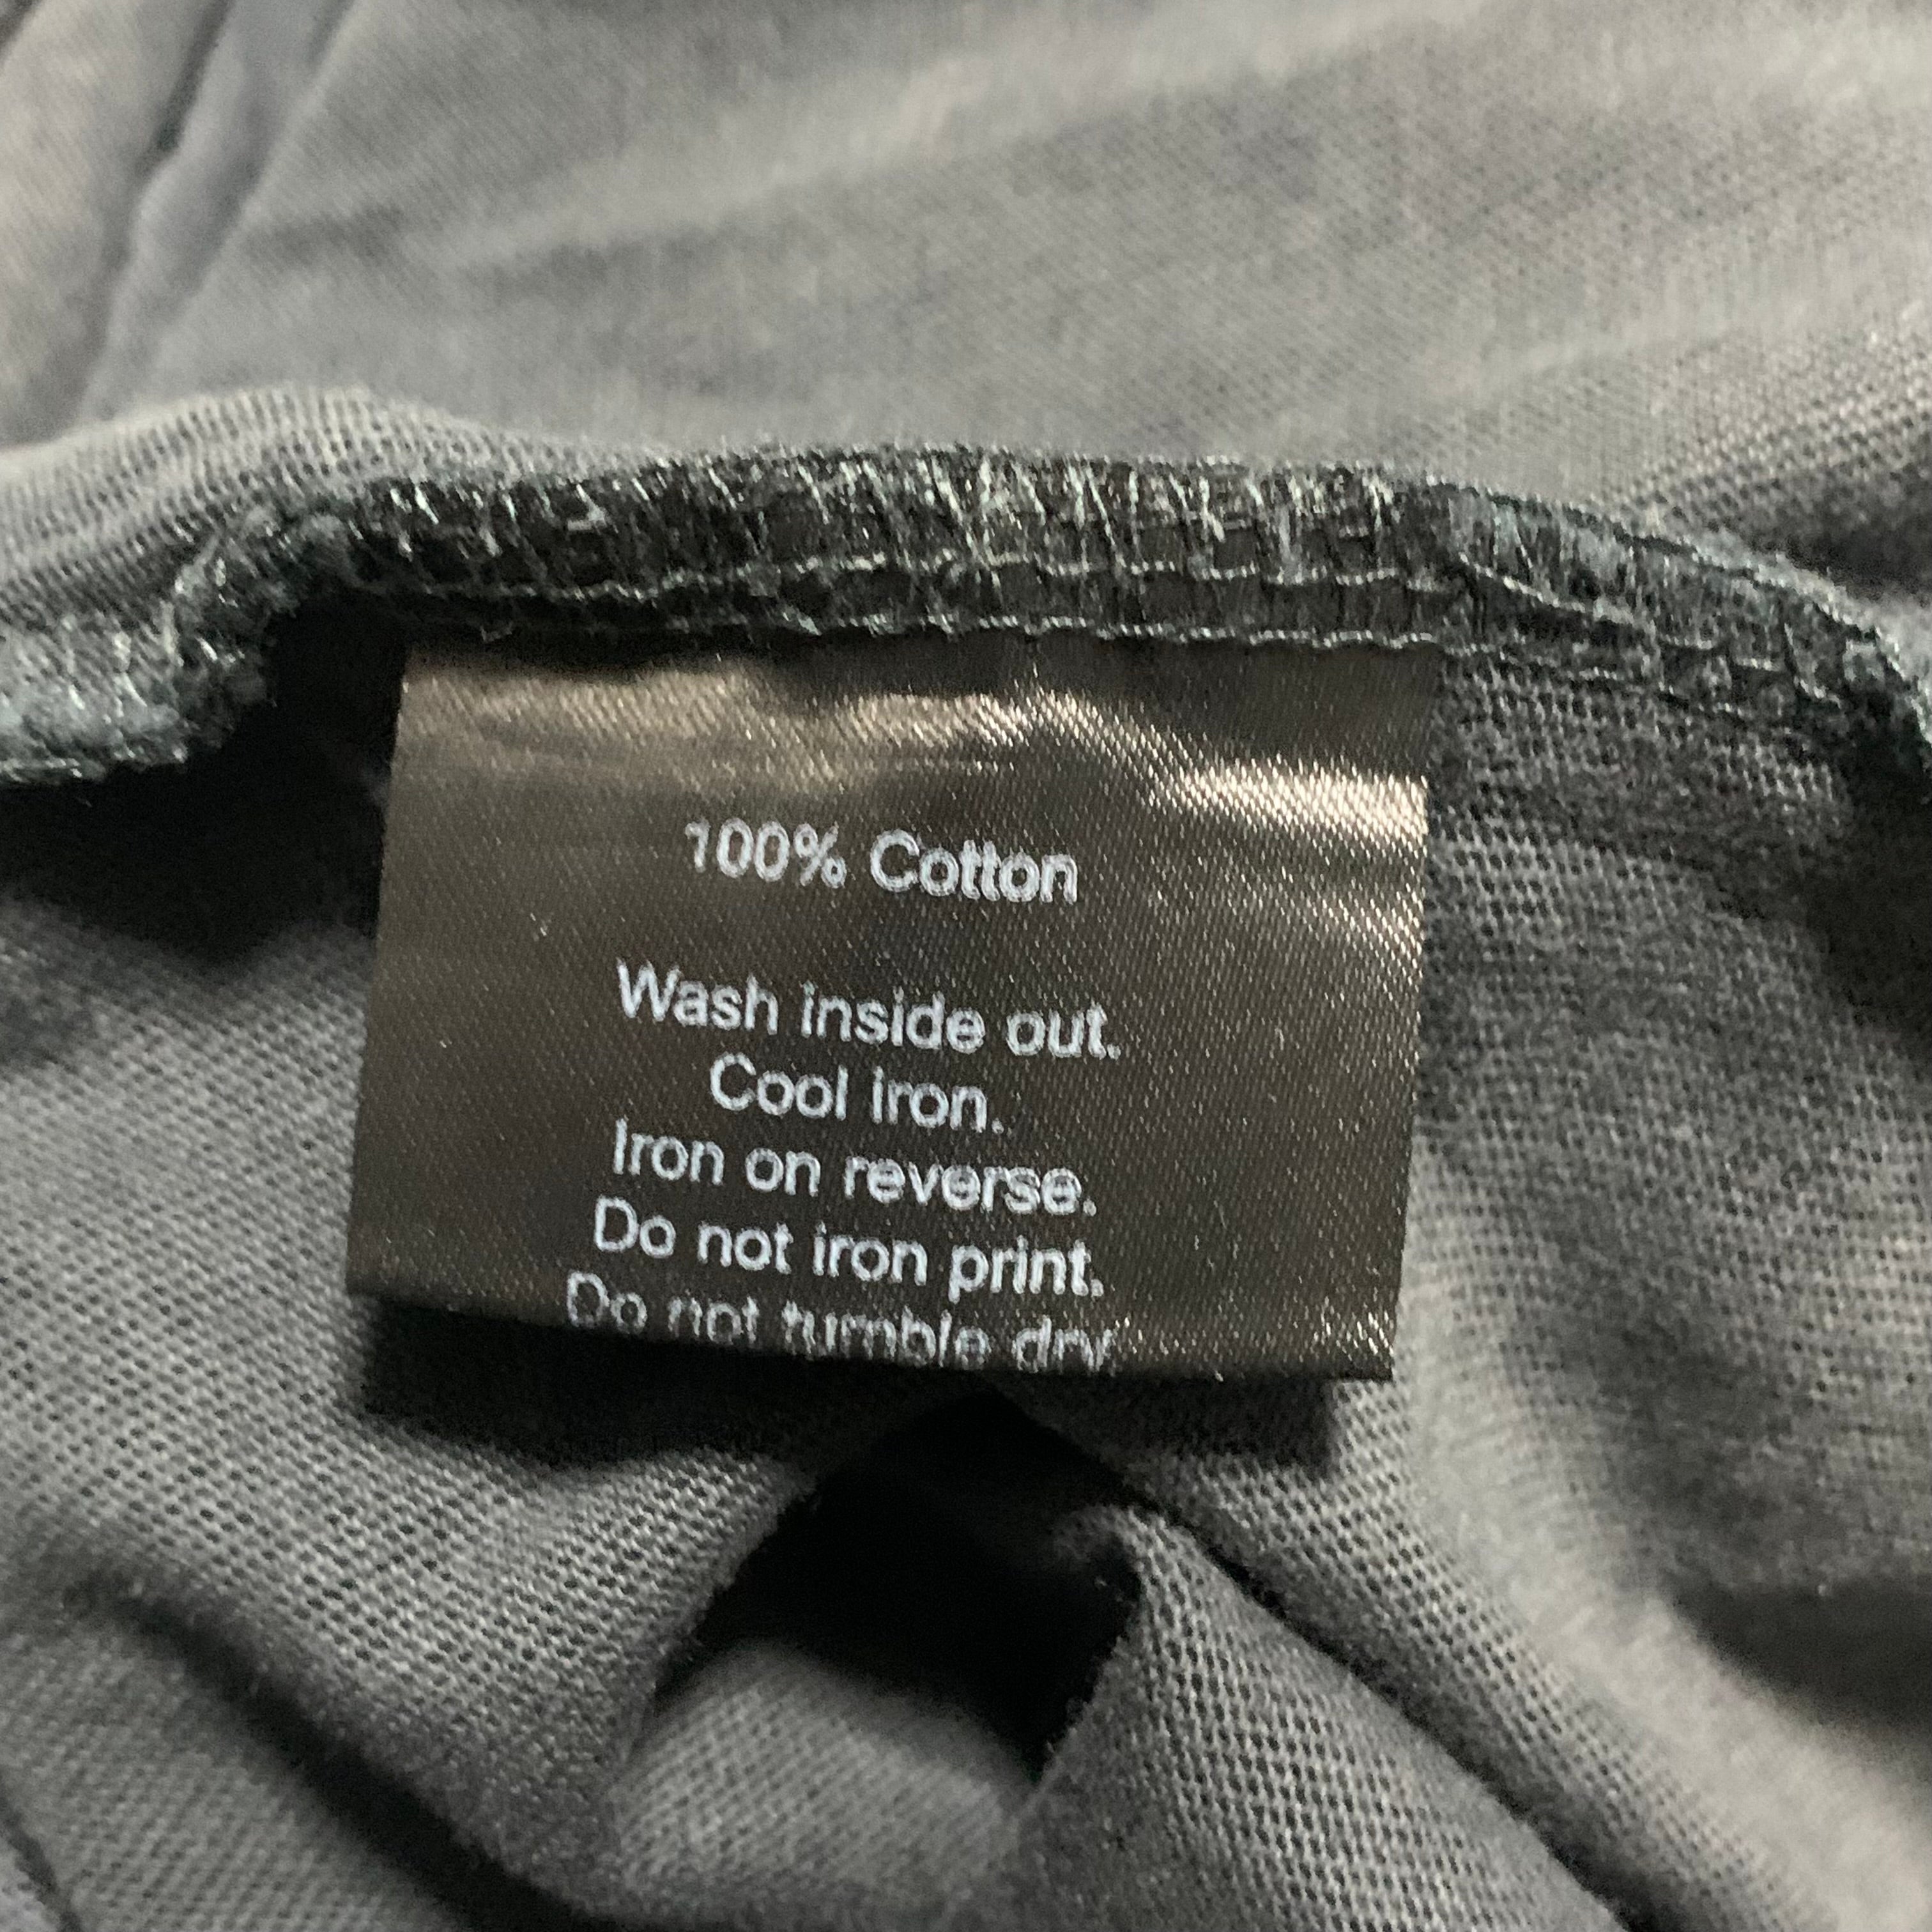 100% Cotton
Wash inside out.
Cool iron.
Iron on reverse.
Do not iron print.
Do not tumble dry